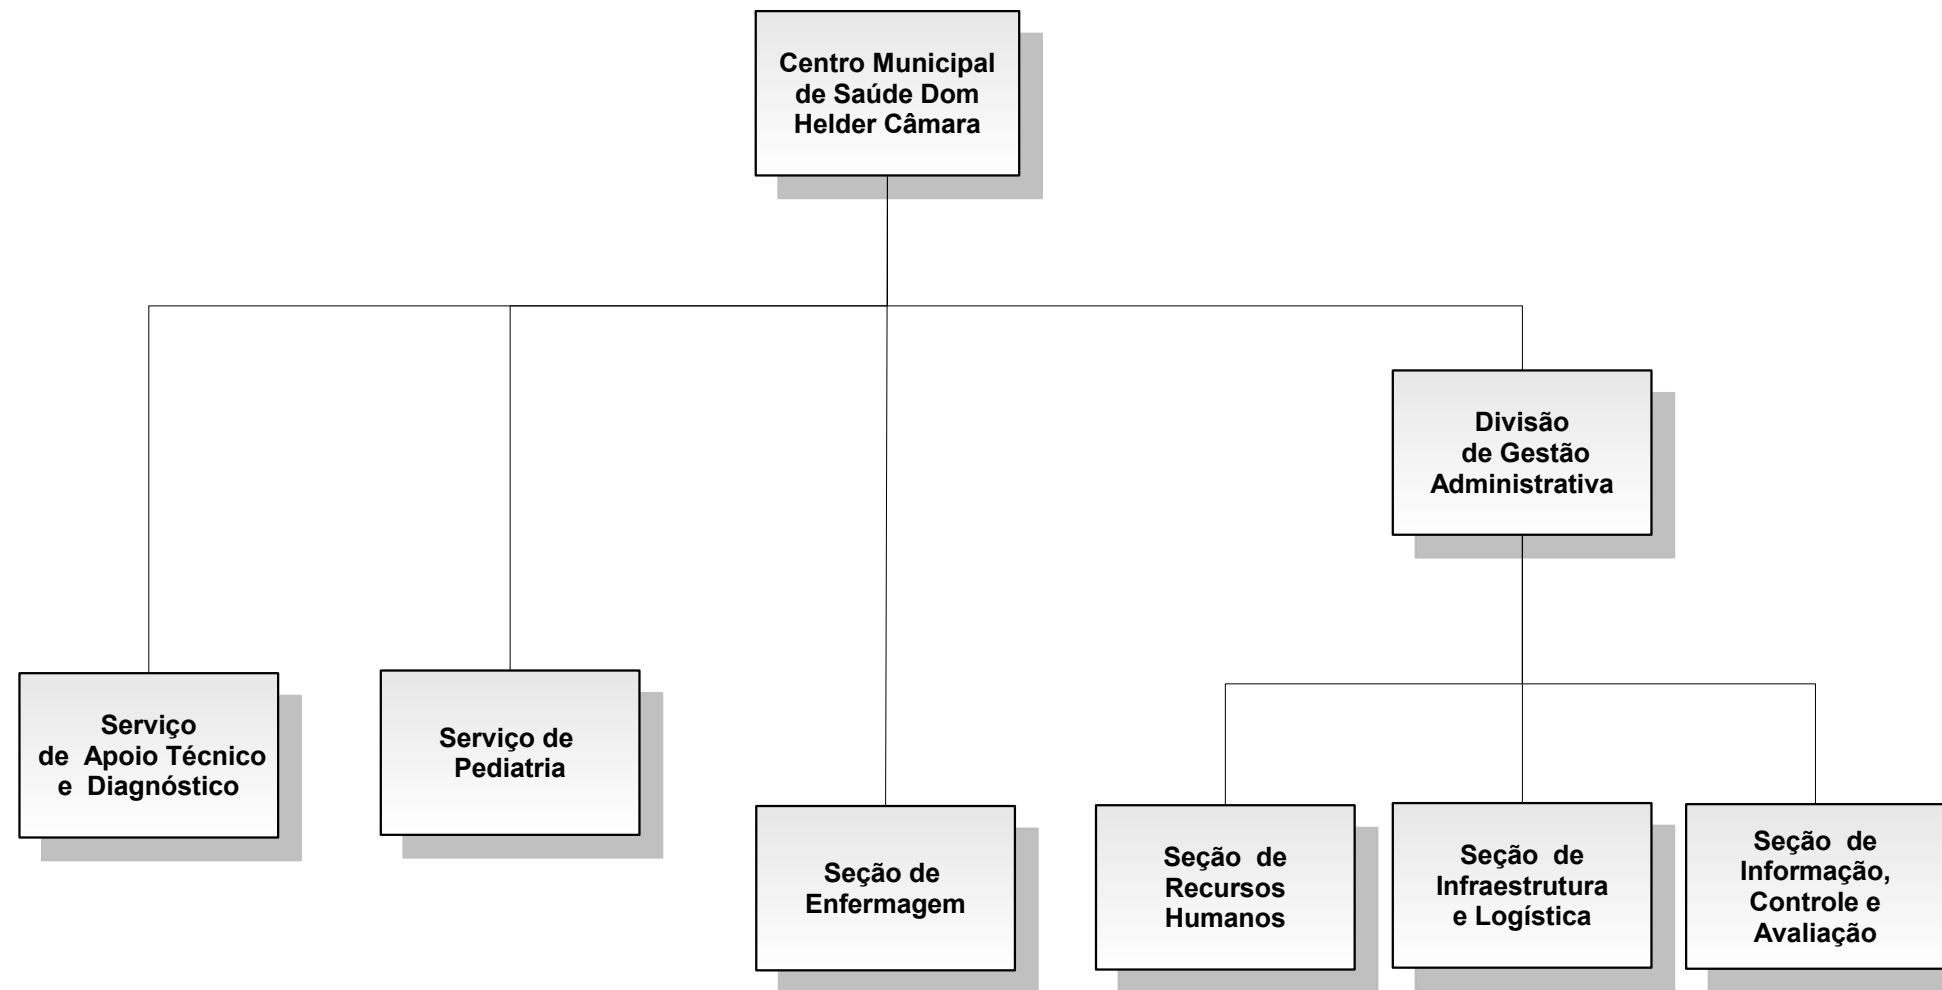 Centro Municipal
de Saúde Dom
Helder Câmara
Divisão
de Gestão
Administrativa
Serviço
de Apoio Técnico
e Diagnóstico
Serviço de
Pediatria
Seção de
Enfermagem
Seção de
Recursos
Humanos
Seção de
Infraestrutura
e Logística
Seção de
Informação,
Controle e
Avaliação